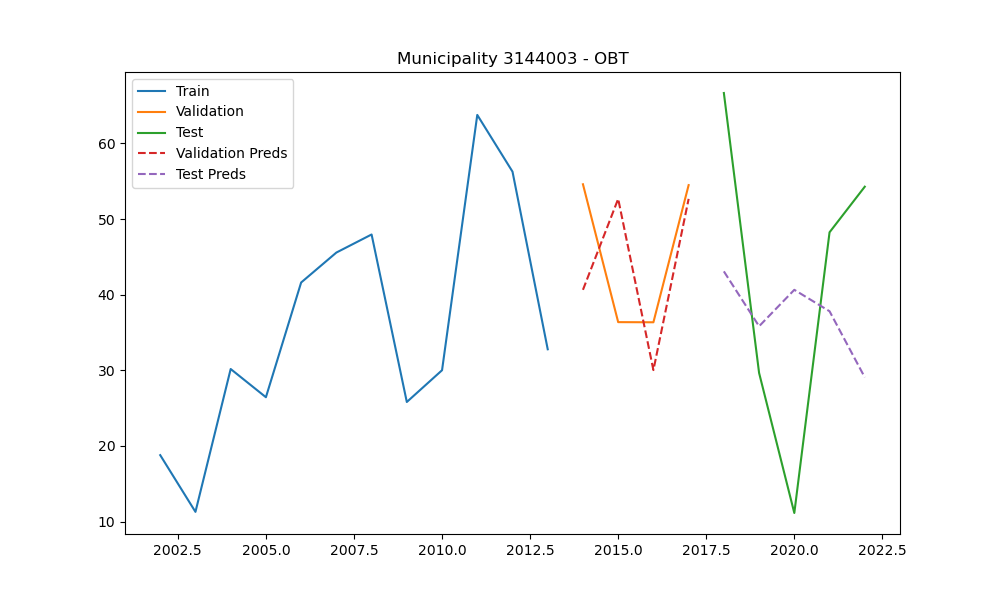 Municipality 3144003 - OBT
Train
Validation
Test
Validation Preds
Test Preds
60
50
40
30
20
10
2002.5 2005.0 2007.5 2010.0 2012.5 2015.0 2017.5 2020.0 2022.5